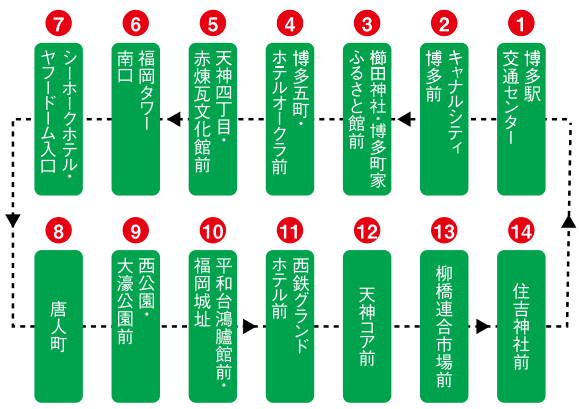 1
博多駅
交通センター
2
キャナルシティ
博多前
3
櫛田神社・博多町家
ふるさと館前
4
博多五町・
ホテルオークラ前
5
天神四丁目・
赤煉瓦文化館前
6
福岡タワー
南口
7
シーホークホテル・
ヤフードーム入口
8
唐人町
9
西公園・
大濠公園前
10
平和台鴻臚館前・
福岡城址
11
西鉄グランド
ホテル前
12
天神コア前
13
柳橋連合市場前
14
住吉神社前